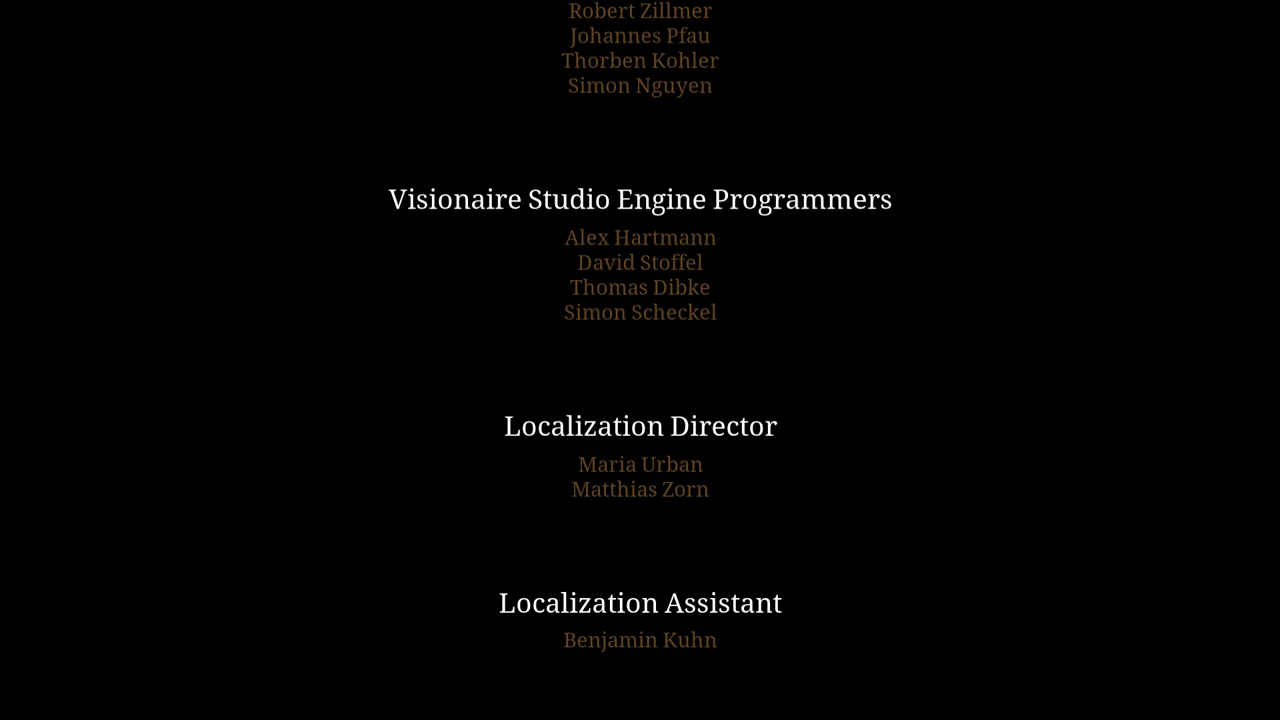 Robert Zillmer
Johannes Pfau
Thorben Kohler
Simon Nguyen
Visionaire Studio Engine Programmers
Alex Hartmann
David Stoffel
Thomas Dibke
Simon Scheckel
Localization Director
Maria Urban
Matthias Zorn
Localization Assistant
Benjamin Kuhn